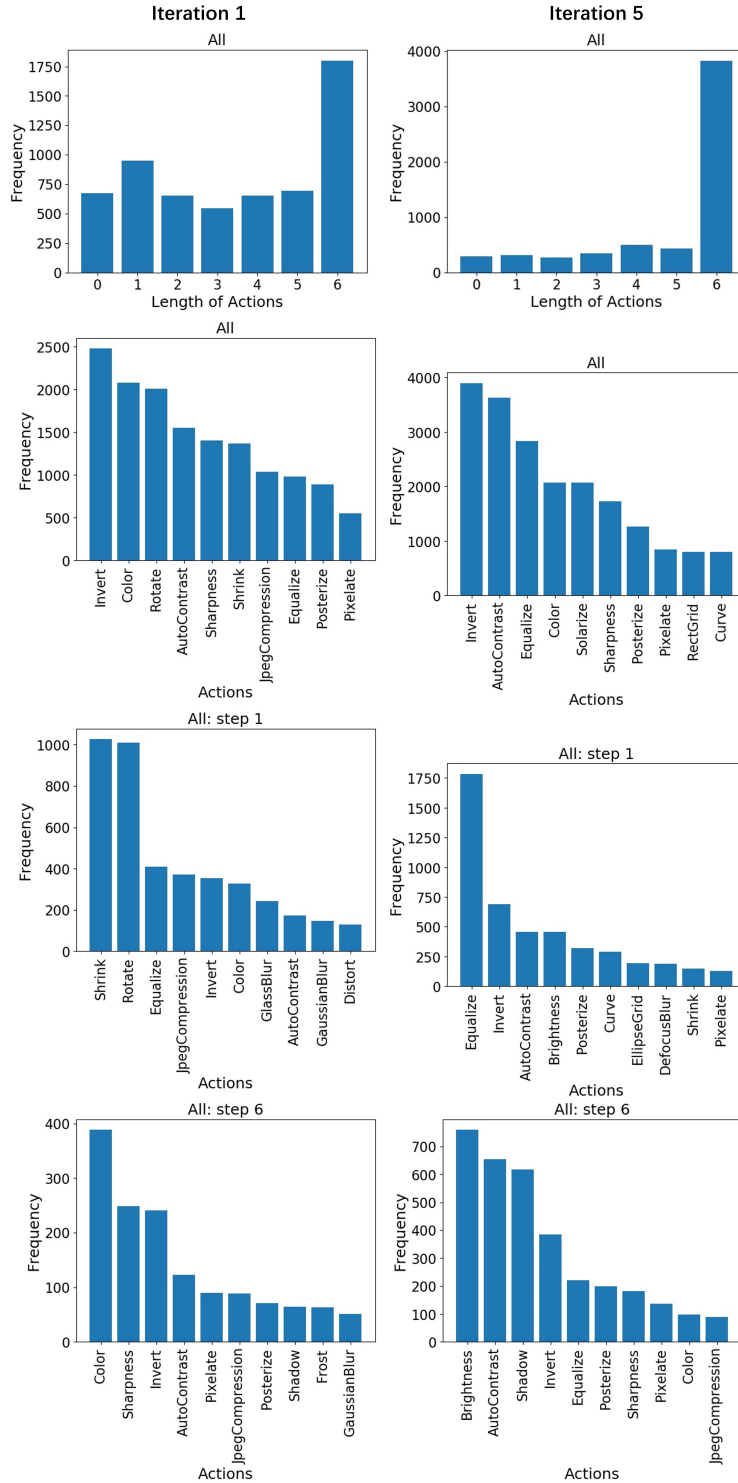 Iteration 1
Iteration 5
All
1750
1500
1250
1000
750
500
250
0
Frequency
0 1 2 3 4 5 6
Length of Actions
All
4000
3000
4000
2000
1000
0
Frequency
0 1 2 3 4 5 6
Length of Actions
All
2500
2000
1500
1000
500
0
Frequency
Invert
Color
Rotate
AutoContrast
Sharpness
Shrink
JpegCompression
Equalize
Posterize
Pixelate
Actions
All
4000
3000
2000
1000
0
Frequency
Invert
AutoContrast
Equalize
Color
Solarize
Sharpness
Posterize
Pixelate
RectGrid
Curve
Actions
All: step 1
1000
800
600
400
200
0
Frequency
Shrink
Rotate
Equalize
JpegCompression
Invert
Color
GlassBlur
AutoContrast
GaussianBlur
Distort
Actions
All: step 1
1750
1500
1250
1000
750
500
250
0
Frequency
Equalize
Invert
AutoContrast
Brightness
Posterize
Curve
EllipseGrid
DefocusBlur
Shrink
Pixelate
Actions
All: step 6
400
300
200
100
0
Frequency
Color
Sharpness
Invert
AutoContrast
Pixelate
JpegCompression
Posterize
Shadow
Frost
GaussianBlur
Actions
All: step 6
700
600
500
400
300
200
100
0
Frequency
Brightness
AutoContrast
Shadow
Invert
Equalize
Posterize
Sharpness
Pixelate
Color
JpegCompression
Actions